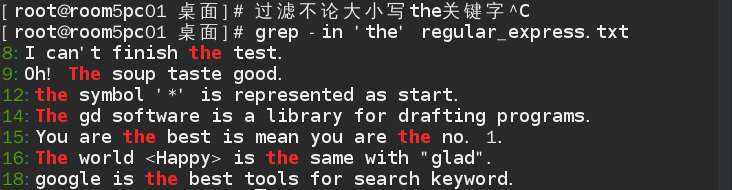 [root@room5pc01 桌面]# 过滤不论大小写the关键字^C
[root@room5pc01 桌面]# grep -in 'the' regular_express.txt
8:I can't finish the test.
9:Oh! The soup taste good.
12:the symbol '*' is represented as start.
14:The gd software is a library for drafting programs.
15:You are the best is mean you are the no. 1.
16:The world <Happy> is the same with "glad".
18:google is the best tools for search keyword.